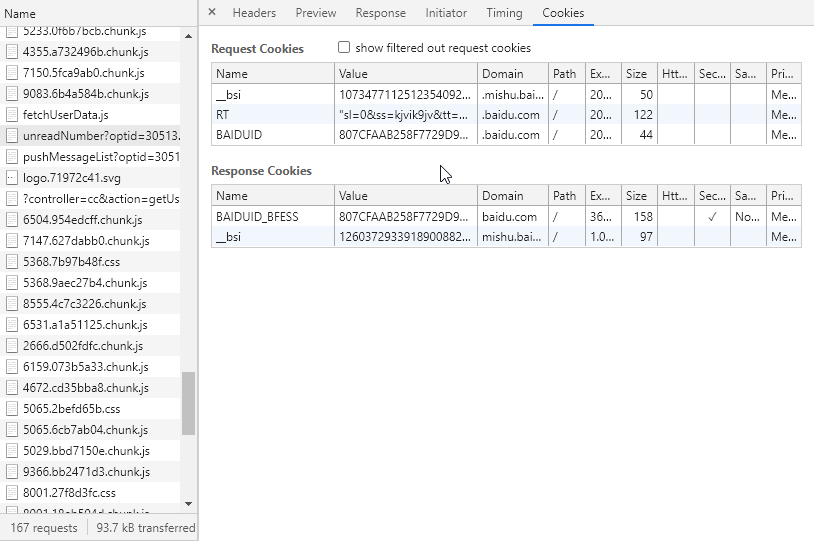 Name
5233.0f6b7bcb.chunk.js
4355.a732496b.chunk.js
7150.5fca9ab0.chunk.js
9083.6b4a584b.chunk.js
fetchUserData.js
unreadNumber?optid=30513.
pushMessageList?optid=3051
logo.71972c41.svg
?controller=cc&action=getUs
6504.954edcff.chunk.js
7147.627dabb0.chunk.js
5368.7b97b48f.css
5368.9aec27b4.chunk.js
8555.4c7c3226.chunk.js
6531.a1a51125.chunk.js
2666.d502fdfc.chunk.js
6159.073b5a33.chunk.js
4672.cd35bba8.chunk.js
5065.2befd65b.css
5065.6cb7ab04.chunk.js
5029.bbd7150e.chunk.js
9366.bb2471d3.chunk.js
8001.27f8d3fc.css
8001.18ab504d.chunk.js
167 requests 93.7 kB transferred
× Headers Preview Response Initiator Timing Cookies
Request Cookies show filtered out request cookies
Name Value Domain Path Ex... Size Htt... Sec... Sa... Pri...
__bsi 1073477112512354092... .mishu.bai... / 20... 50 Me...
RT "sl=0&ss=kjvik9jv&tt=... .baidu.com / 20... 122 Me...
BAIDUID 807CFAAB258F7729D9... .baidu.com / 20... 44 Me...
Response Cookies
Name Value Domain Path Ex... Size Htt... Sec... Sa... Pri...
BAIDUID_BFESS 807CFAAB258F7729D9... baidu.com / 36... 158 ✓ No... Me...
__bsi 1260372933918900882... mishu.bai... / 1.0... 97 Me...